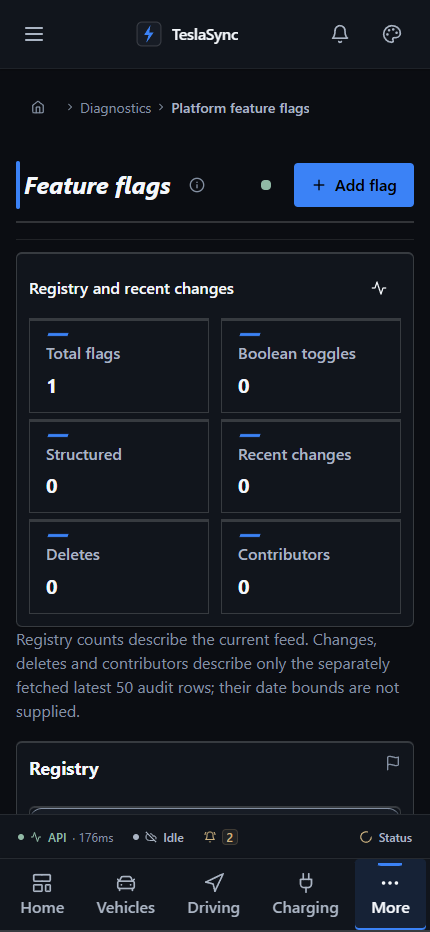 TeslaSync
Diagnostics
Platform feature flags
Feature flags
+ Add flag
Registry and recent changes
Total flags
1
Boolean toggles
0
Structured
0
Recent changes
0
Deletes
0
Contributors
0
Registry counts describe the current feed. Changes,
deletes and contributors describe only the separately
fetched latest 50 audit rows; their date bounds are not
supplied.
Registry
API · 176ms
Idle
2
Status
Home
Vehicles
Driving
Charging
More